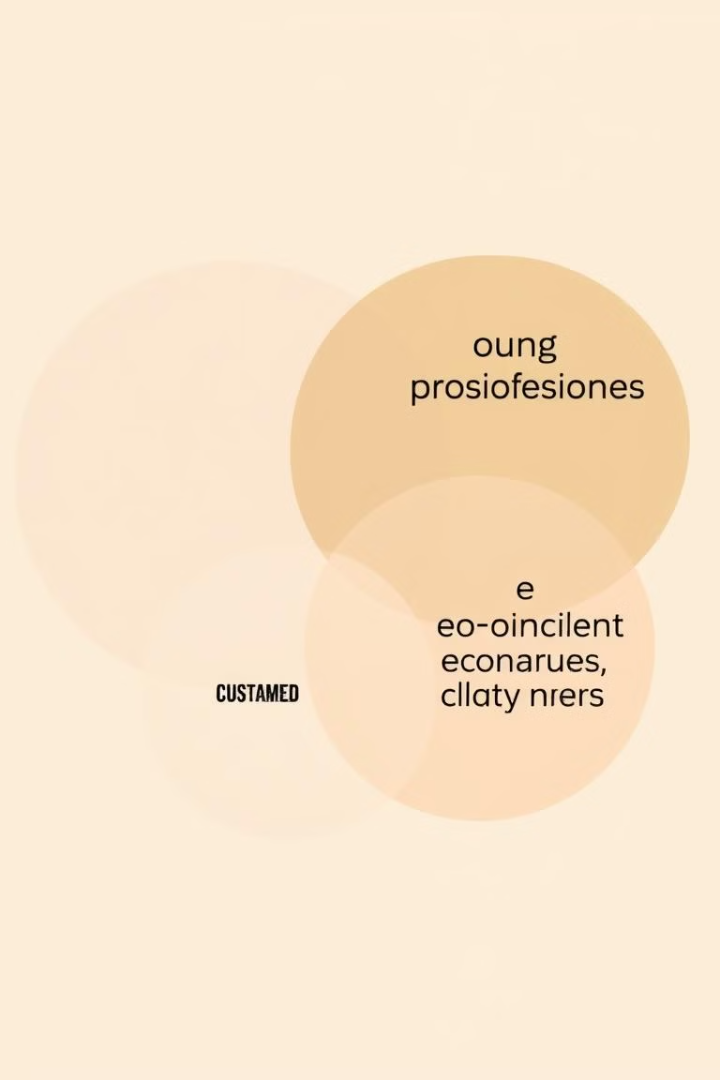 oung
prosiofesiones
e
eo-oincilent
econarues,
cllaty nrers
CUSTAMED